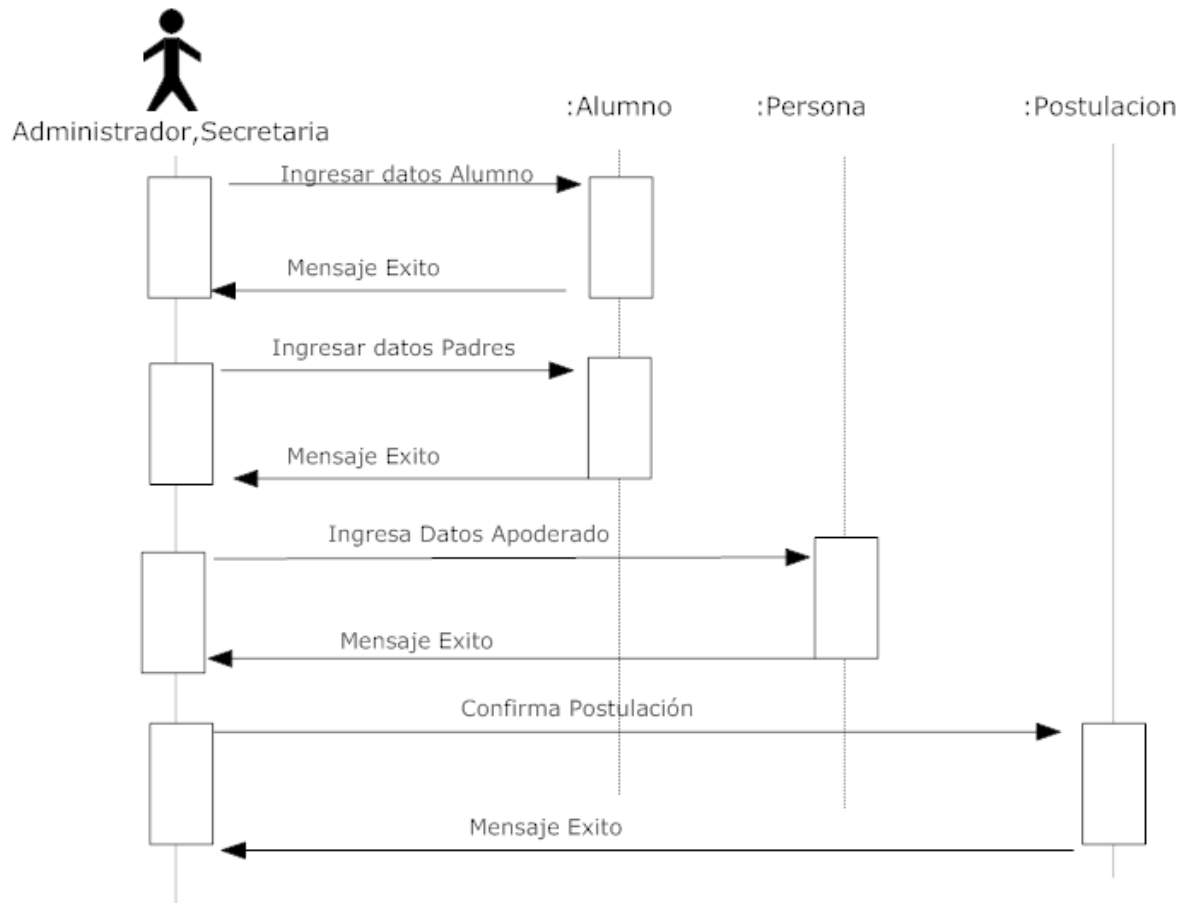 :Alumno
:Persona
:Postulacion
Administrador,Secretaria
Ingresar datos Alumno
Mensaje Exito
Ingresar datos Padres
Mensaje Exito
Ingresa Datos Apoderado
Mensaje Exito
Confirma Postulación
Mensaje Exito